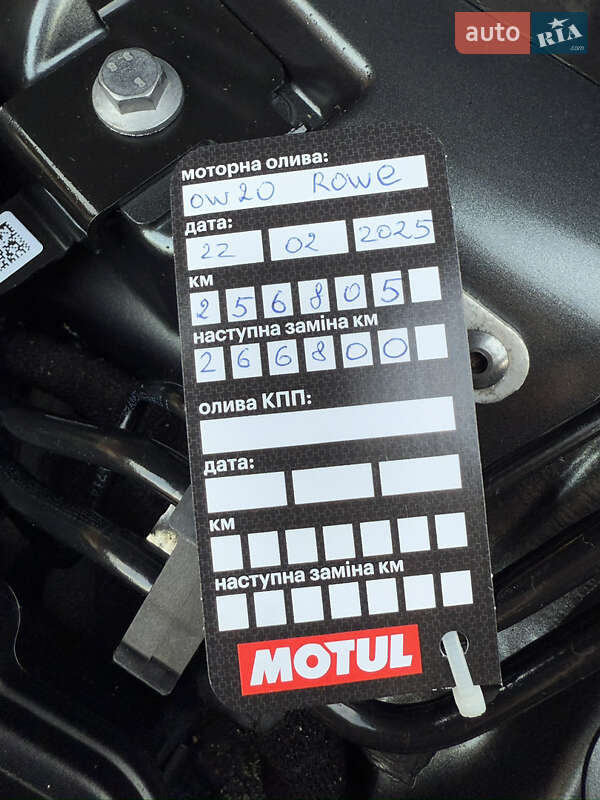 auto RIA .com
моторна олива:
0W20 ROWE
дата:
22 02 2025
км
256805
наступна заміна км
266800
олива КПП:
дата:
км
наступна заміна км
MOTUL